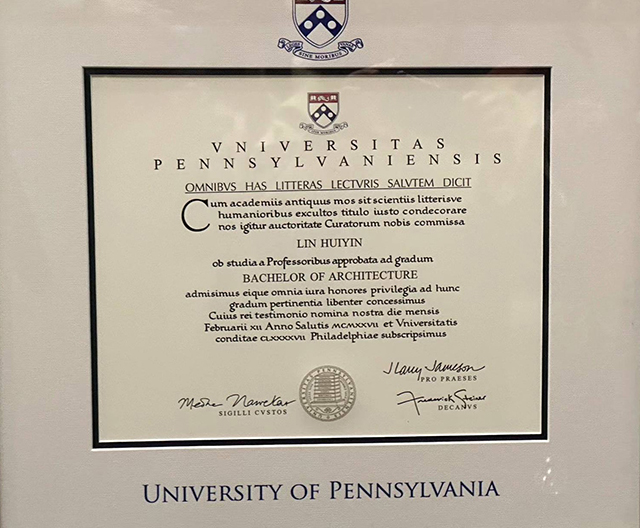 SINE MORIBUS
VNIVERSITAS
PENNSYLVANIENSIS
OMNIBVS HAS LITTERAS LECTVRIS SALVTEM DICIT
Cum academiis antiquus mos sit scientiis litterisve
humanioribus excultos titulo iusto condecorare
nos igitur auctoritate Curatorum nobis commissa
LIN HUIYIN
ob studia a Professoribus approbata ad gradum
BACHELOR OF ARCHITECTURE
admisimus eique omnia iura honores privilegia ad hunc
gradum pertinentia libenter concessimus
Cuius rei testimonio nomina nostra die mensis
Februarii XII Anno Salutis MCMXXVII et Vniversitatis
conditae CLXXXXVII Philadelphiae subscripsimus
J Larry Jameson
PRO PRAESES
SIGILLI CVSTOS
Frederick Steiner
DECANVS
UNIVERSITY OF PENNSYLVANIA